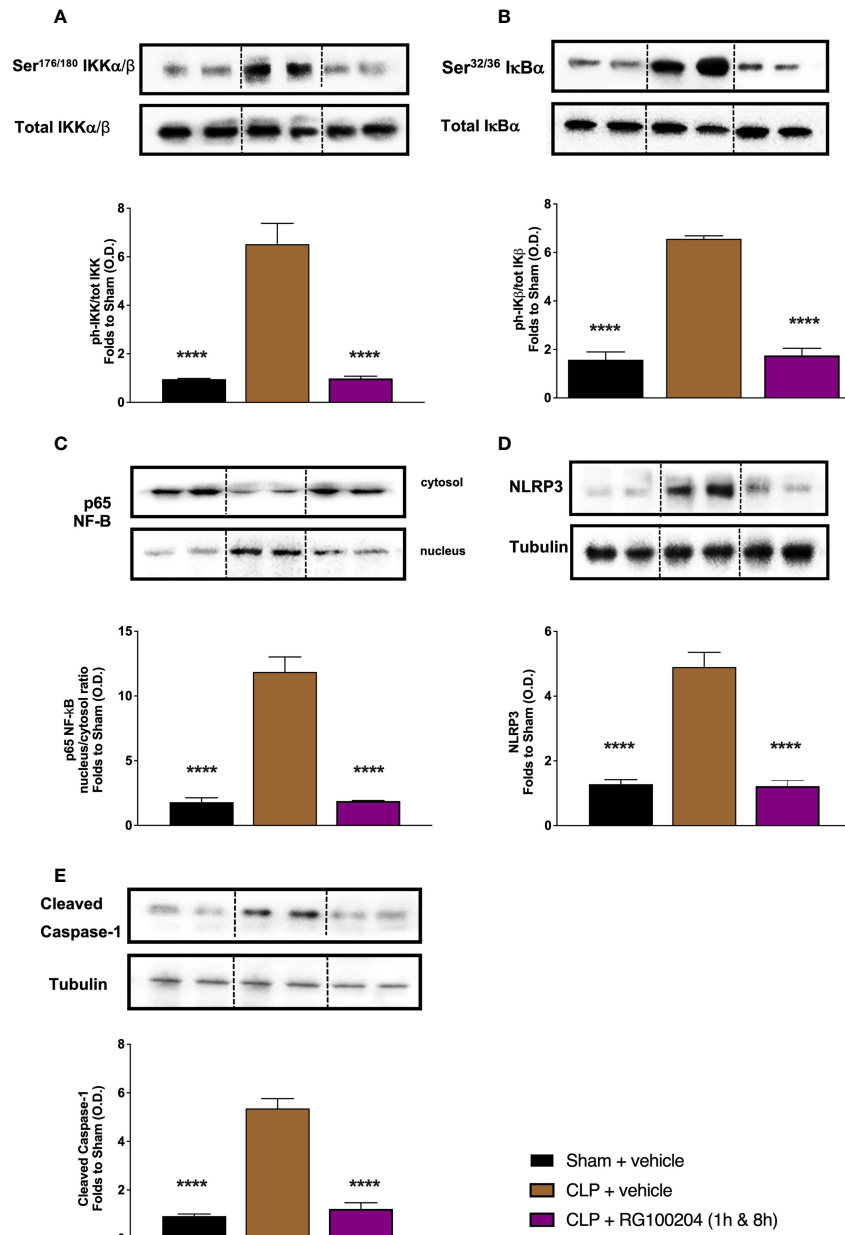 A
Ser176/180 IKKα/β
Total IKKα/β
ph-IKK/tot IKK
Folds to Sham (O.D.)
8
6
4
2
0
****
****
B
Ser32/36 IκBα
Total IκBα
ph-IKβ/tot IKβ
Folds to Sham (O.D.)
8
6
4
2
0
****
****
C
p65
NF-B
cytosol
nucleus
p65 NF-kB
nucleus/cytosol ratio
Folds to Sham (O.D.)
15
10
5
0
****
****
D
NLRP3
Tubulin
NLRP3
Folds to Sham (O.D.)
6
4
2
0
****
****
E
Cleaved
Caspase-1
Tubulin
Cleaved Caspase-1
Folds to Sham (O.D.)
8
6
4
2
0
****
****
Sham + vehicle
CLP + vehicle
CLP + RG100204 (1h & 8h)